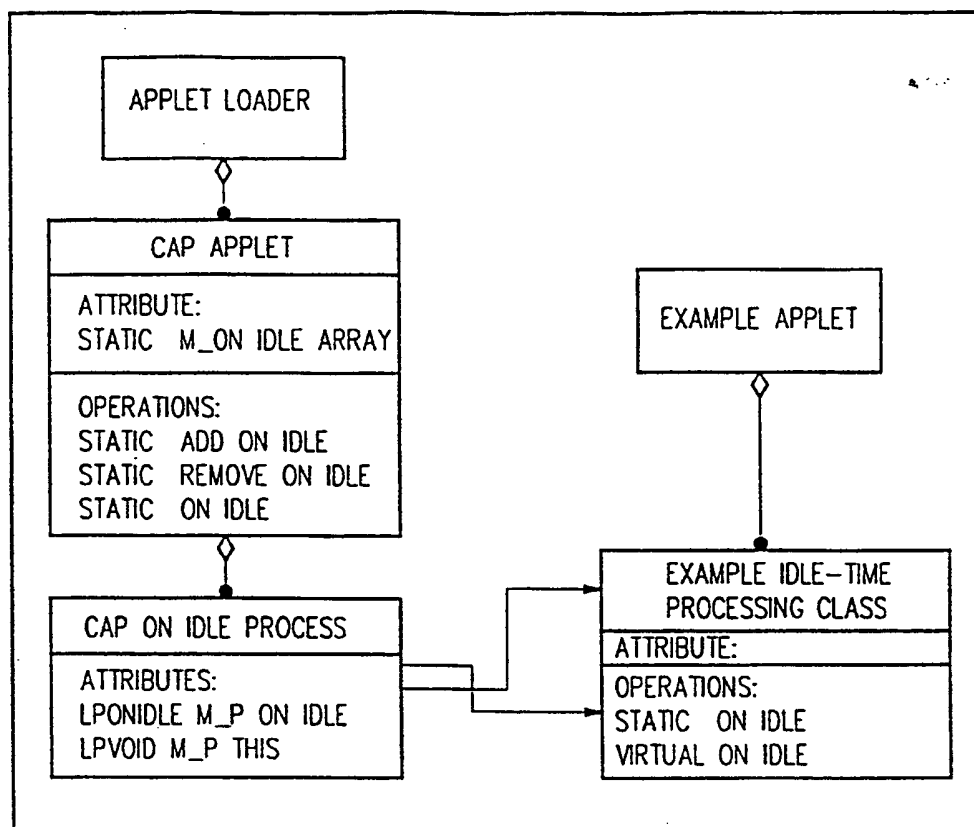 APPLET LOADER
CAP APPLET
ATTRIBUTE:
STATIC M_ON IDLE ARRAY
OPERATIONS:
STATIC ADD ON IDLE
STATIC REMOVE ON IDLE
STATIC ON IDLE
CAP ON IDLE PROCESS
ATTRIBUTES:
LPONIDLE M_P ON IDLE
LPVOID M_P THIS
EXAMPLE APPLET
EXAMPLE IDLE-TIME
PROCESSING CLASS
ATTRIBUTE:
OPERATIONS:
STATIC ON IDLE
VIRTUAL ON IDLE